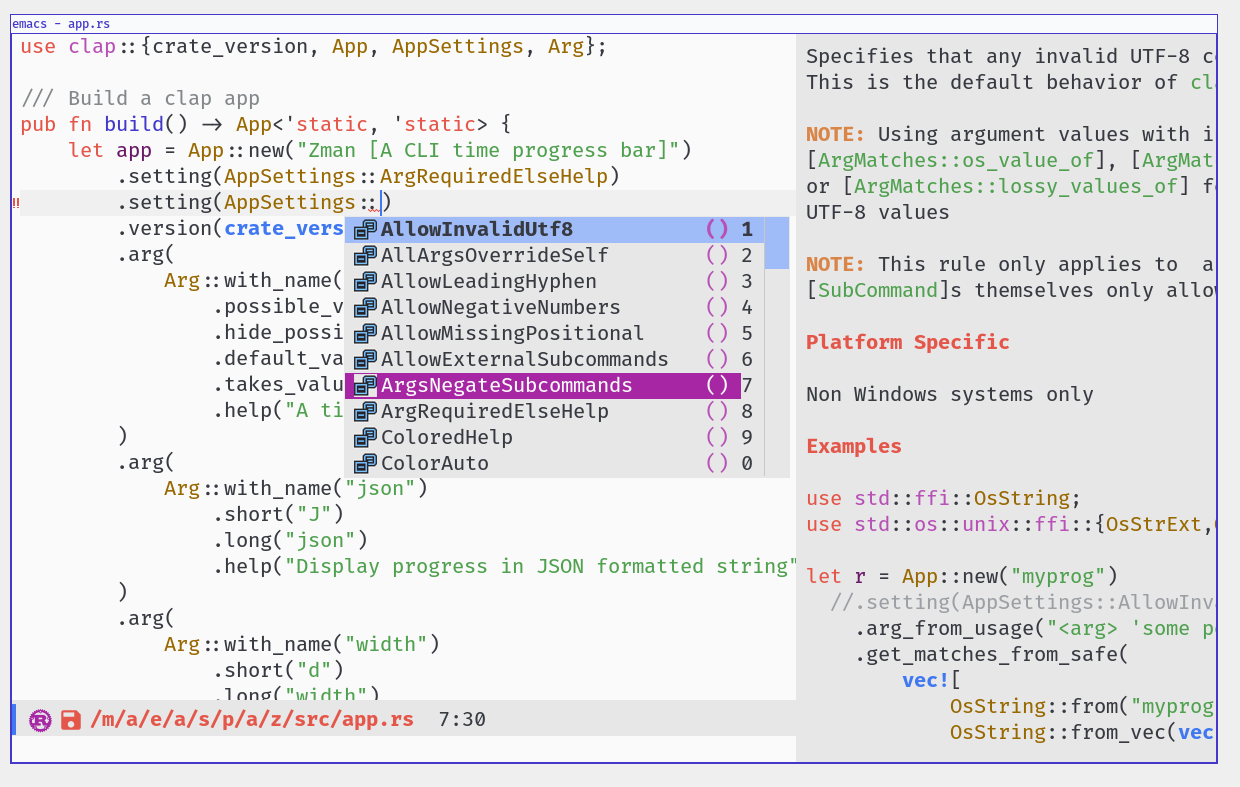 emacs - app.rs
use clap::{crate_version, App, AppSettings, Arg};
/// Build a clap app
pub fn build() -> App<'static, 'static> {
    let app = App::new("Zman [A CLI time progress bar]")
        .setting(AppSettings::ArgRequiredElseHelp)
!!        .setting(AppSettings::)
        .version(crate_vers
        .arg(
            Arg::with_name(
                .possible_v
                .hide_possi
                .default_va
                .takes_valu
                .help("A ti
        )
        .arg(
            Arg::with_name("json")
                .short("J")
                .long("json")
                .help("Display progress in JSON formatted string"
        )
        .arg(
            Arg::with_name("width")
                .short("d")
                .long("width")
AllowInvalidUtf8 () 1
AllArgsOverrideSelf () 2
AllowLeadingHyphen () 3
AllowNegativeNumbers () 4
AllowMissingPositional () 5
AllowExternalSubcommands () 6
ArgsNegateSubcommands () 7
ArgRequiredElseHelp () 8
ColoredHelp () 9
ColorAuto () 0
R /m/a/e/a/s/p/a/z/src/app.rs 7:30
Specifies that any invalid UTF-8 c
This is the default behavior of cl
NOTE: Using argument values with i
[ArgMatches::os_value_of], [ArgMat
or [ArgMatches::lossy_values_of] f
UTF-8 values
NOTE: This rule only applies to  a
[SubCommand]s themselves only allo
Platform Specific
Non Windows systems only
Examples
use std::ffi::OsString;
use std::os::unix::ffi::{OsStrExt,
let r = App::new("myprog")
  //.setting(AppSettings::AllowInv
    .arg_from_usage("<arg> 'some p
    .get_matches_from_safe(
        vec![
            OsString::from("myprog
            OsString::from_vec(vec